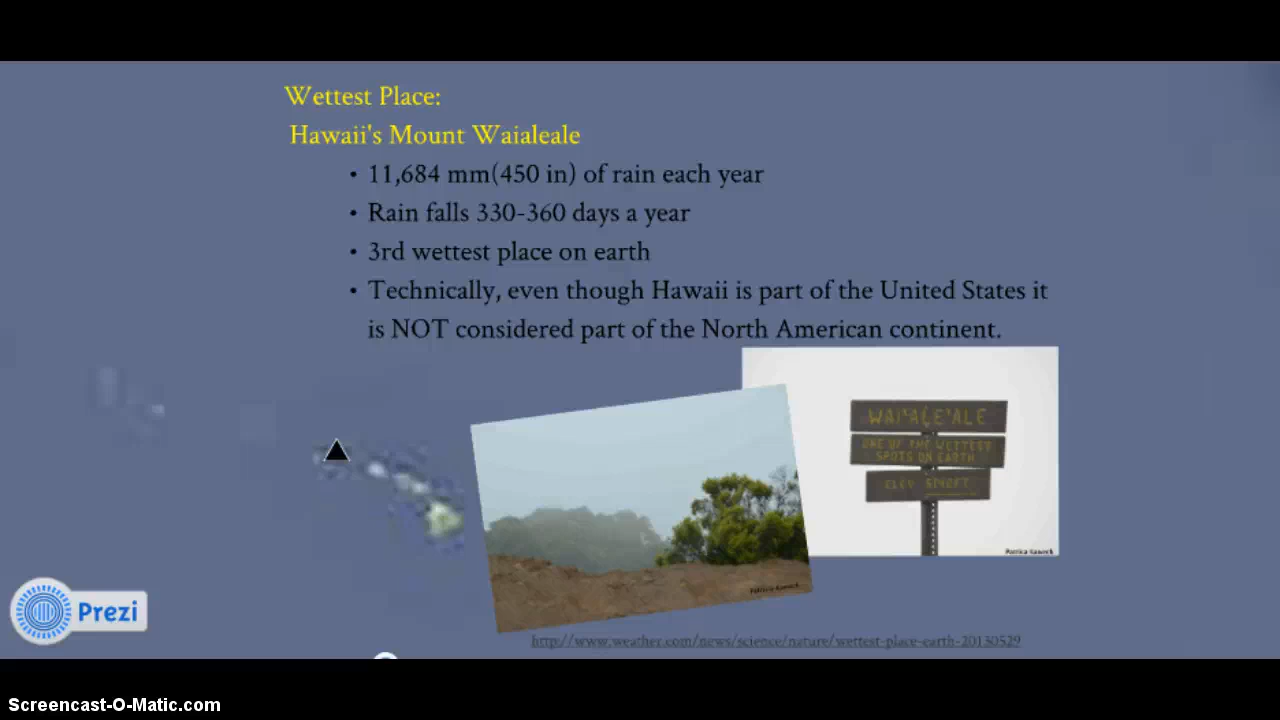 Wettest Place:
Hawaii's Mount Waialeale
• 11,684 mm(450 in) of rain each year
• Rain falls 330-360 days a year
• 3rd wettest place on earth
• Technically, even though Hawaii is part of the United States it
is NOT considered part of the North American continent.
WAI'ALE'ALE
ONE OF THE WETTEST
SPOTS ON EARTH
ELEV
http://www.weather.com/news/science/nature/wettest-place-earth-20130529
Prezi
Screencast-O-Matic.com